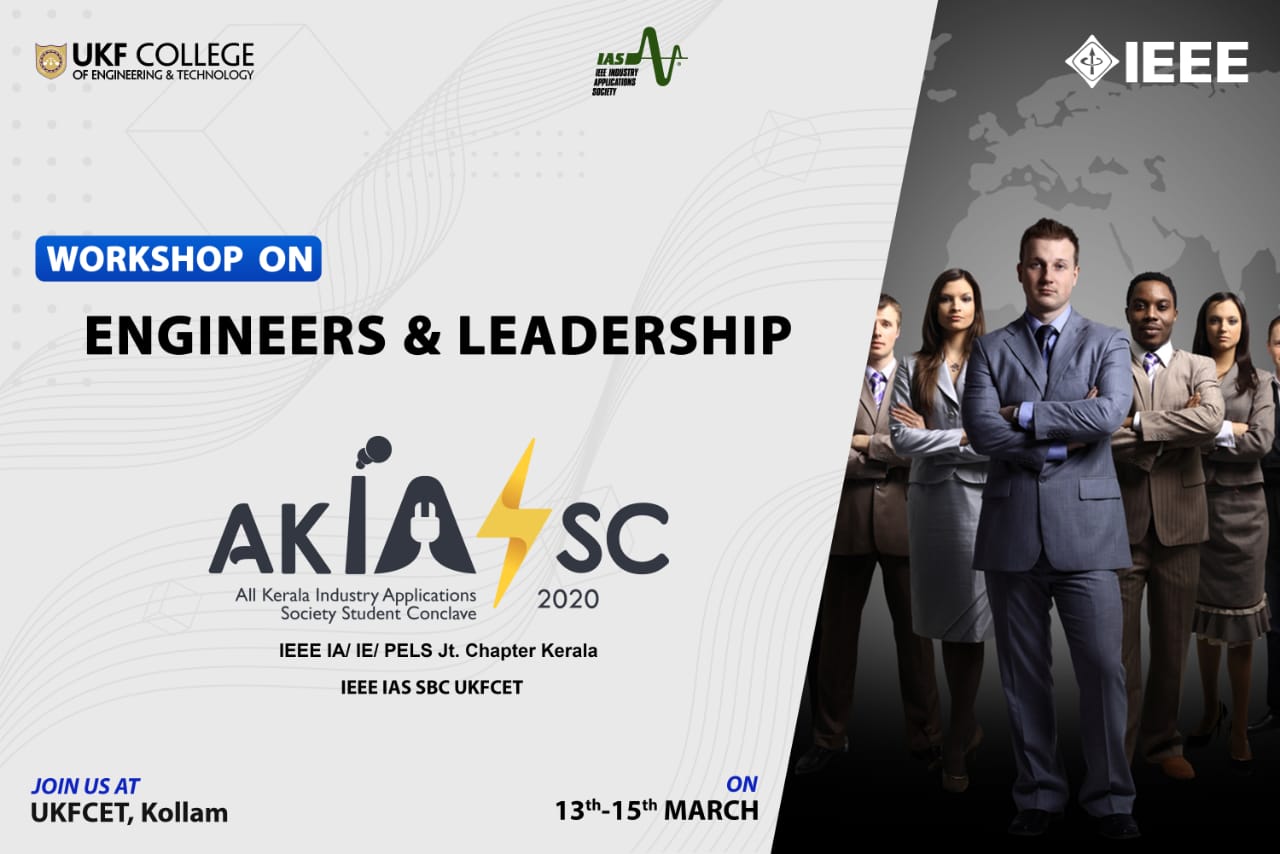 UKF COLLEGE
OF ENGINEERING & TECHNOLOGY
IAS
IEEE INDUSTRY
APPLICATIONS
SOCIETY
®
IEEE
WORKSHOP ON
ENGINEERS & LEADERSHIP
AKIASC
All Kerala Industry Applications
Society Student Conclave
2020
IEEE IA/ IE/ PELS Jt. Chapter Kerala
IEEE IAS SBC UKFCET
JOIN US AT
UKFCET, Kollam
ON
13th-15th MARCH